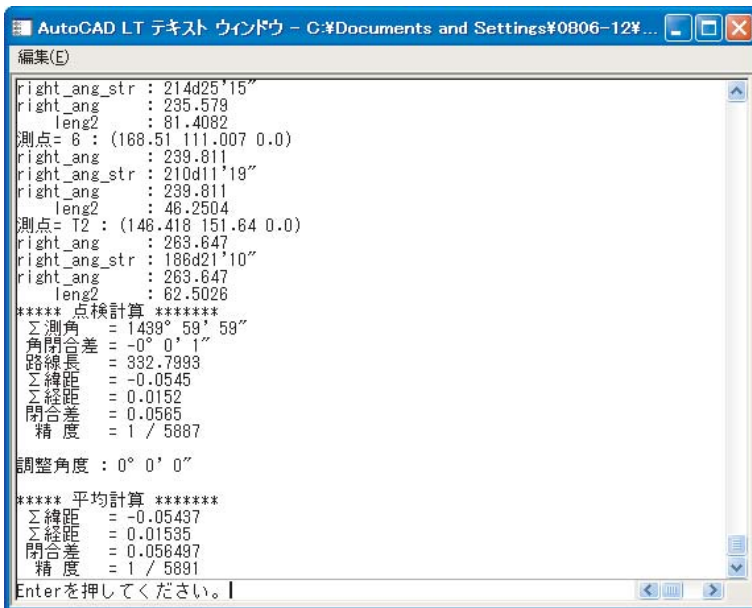 AutoCAD LT テキスト ウィンドウ - C:¥Documents and Settings¥0806-12¥...
編集(E)
right_ang_str : 214d25'15"
right_ang : 235.579
leng2 : 81.4082
測点= 6 : (168.51 111.007 0.0)
right_ang : 239.811
right_ang_str : 210d11'19"
right_ang : 239.811
leng2 : 46.2504
測点= T2 : (146.418 151.64 0.0)
right_ang : 263.647
right_ang_str : 186d21'10"
right_ang : 263.647
leng2 : 62.5026
***** 点検計算 *******
Σ測角 = 1439° 59' 59"
角閉合差 = -0° 0' 1"
路線長 = 332.7993
Σ緯距 = -0.0545
Σ経距 = 0.0152
閉合差 = 0.0565
精 度 = 1 / 5887
調整角度 : 0° 0' 0"
***** 平均計算 *******
Σ緯距 = -0.05437
Σ経距 = 0.01535
閉合差 = 0.056497
精 度 = 1 / 5891
Enterを押してください。